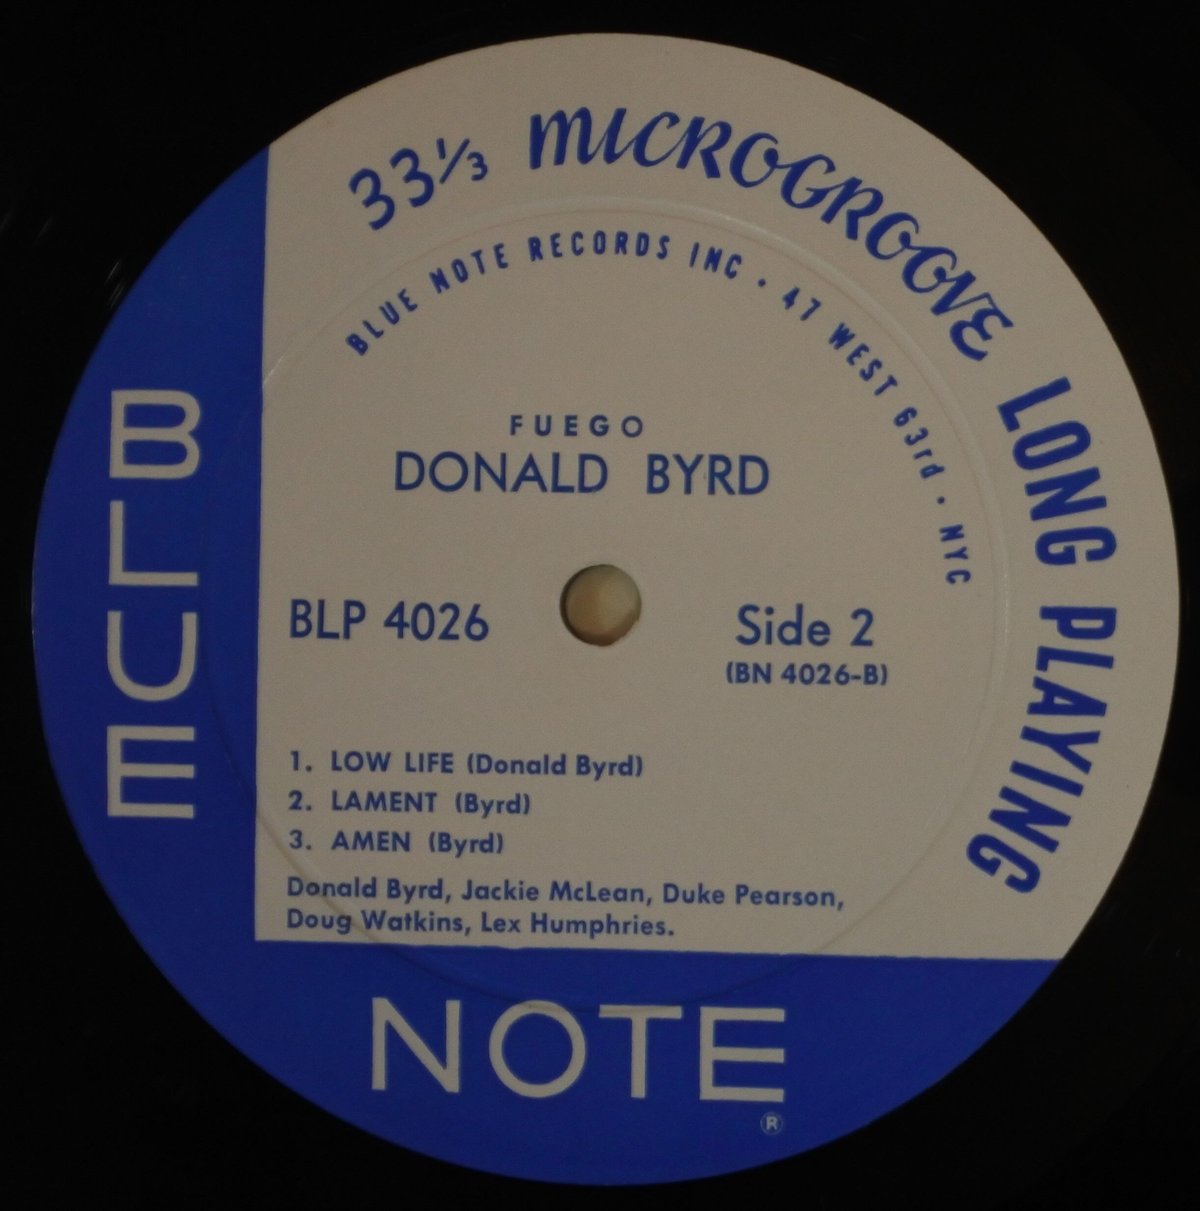 33⅓ MICROGROOVE LONG PLAYING
BLUE NOTE RECORDS INC · 47 WEST 63rd · NYC
FUEGO
DONALD BYRD
BLP 4026
Side 2
(BN 4026-B)
1. LOW LIFE (Donald Byrd)
2. LAMENT (Byrd)
3. AMEN (Byrd)
Donald Byrd, Jackie McLean, Duke Pearson,
Doug Watkins, Lex Humphries.
BLUE
NOTE
®